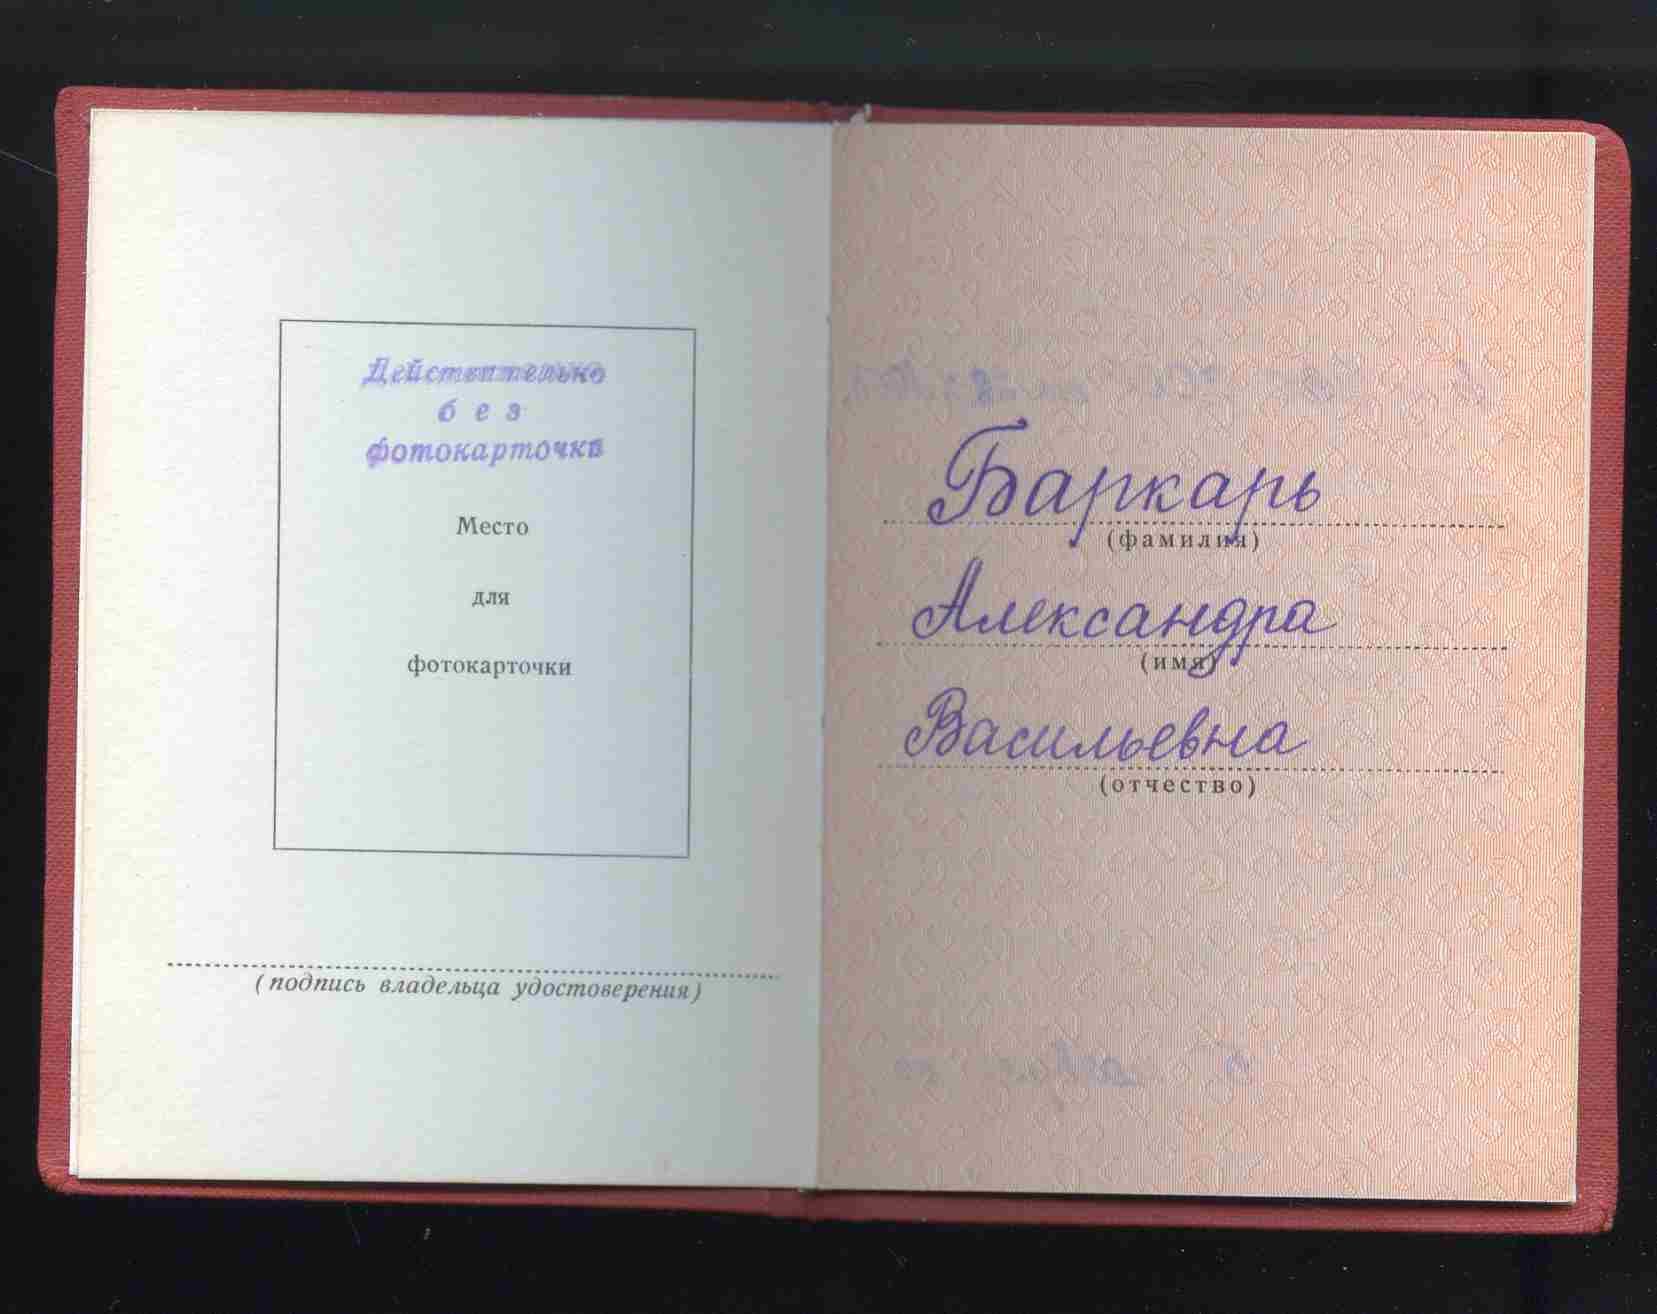 Действительно
без
фотокарточки
Место
для
фотокарточки
(подпись владельца удостоверения)
Баркарь
(фамилия)
Александра
(имя)
Васильевна
(отчество)